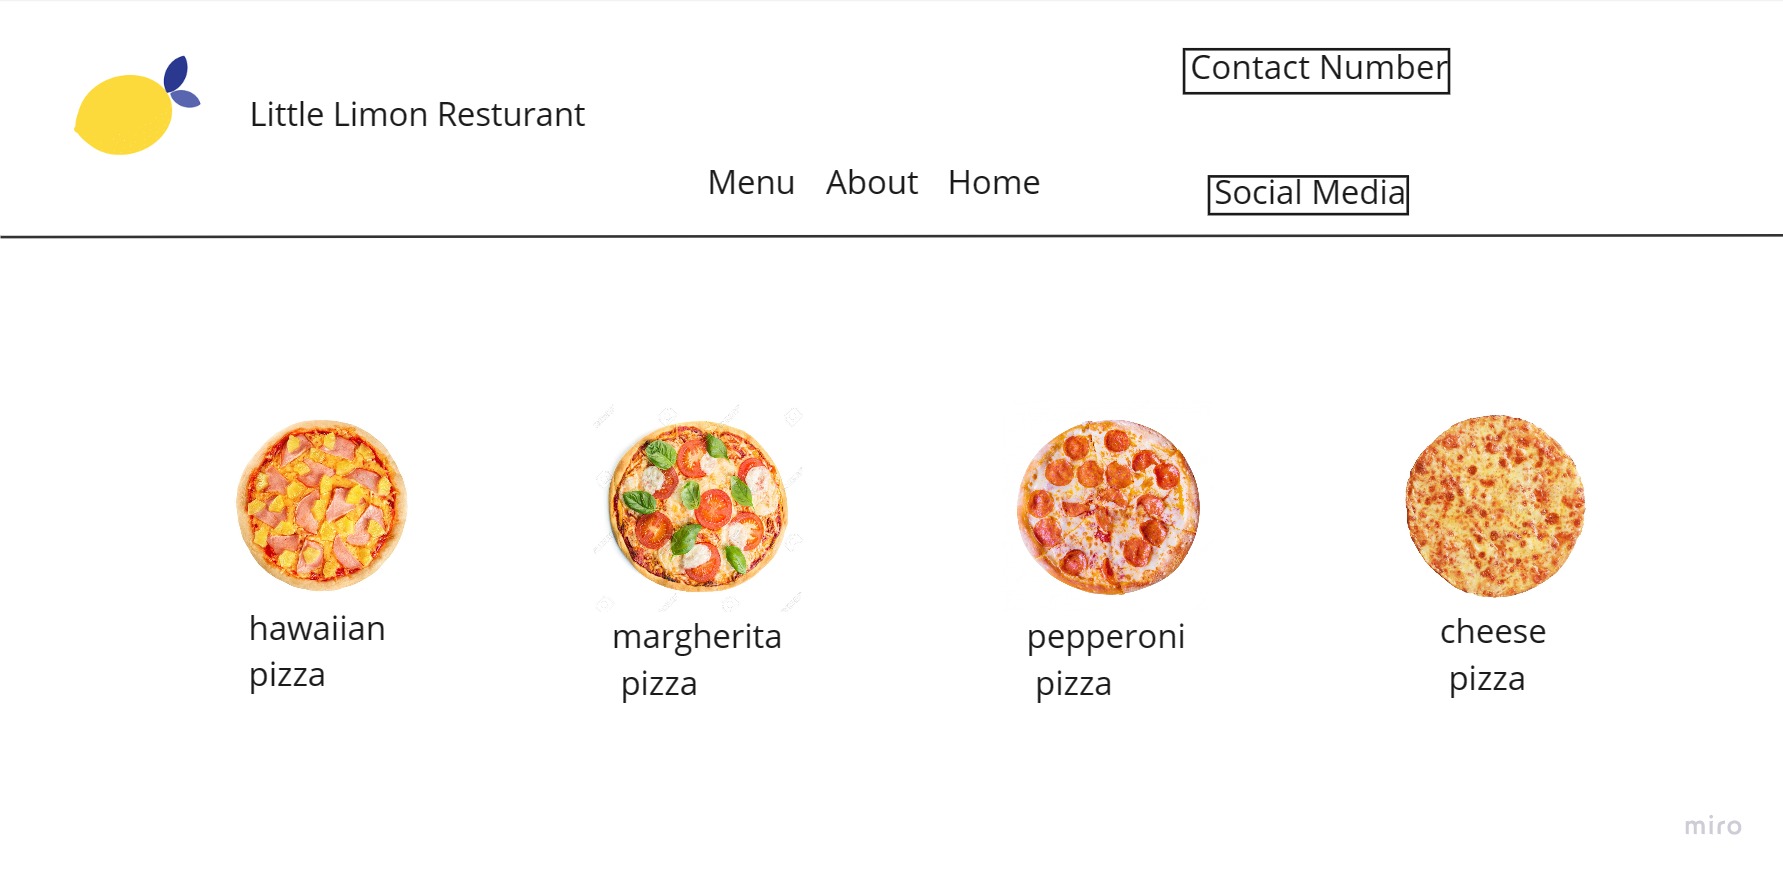 Contact Number
Little Limon Resturant
Menu About Home
Social Media
hawaiian
pizza
margherita
pizza
pepperoni
pizza
cheese
pizza
miro